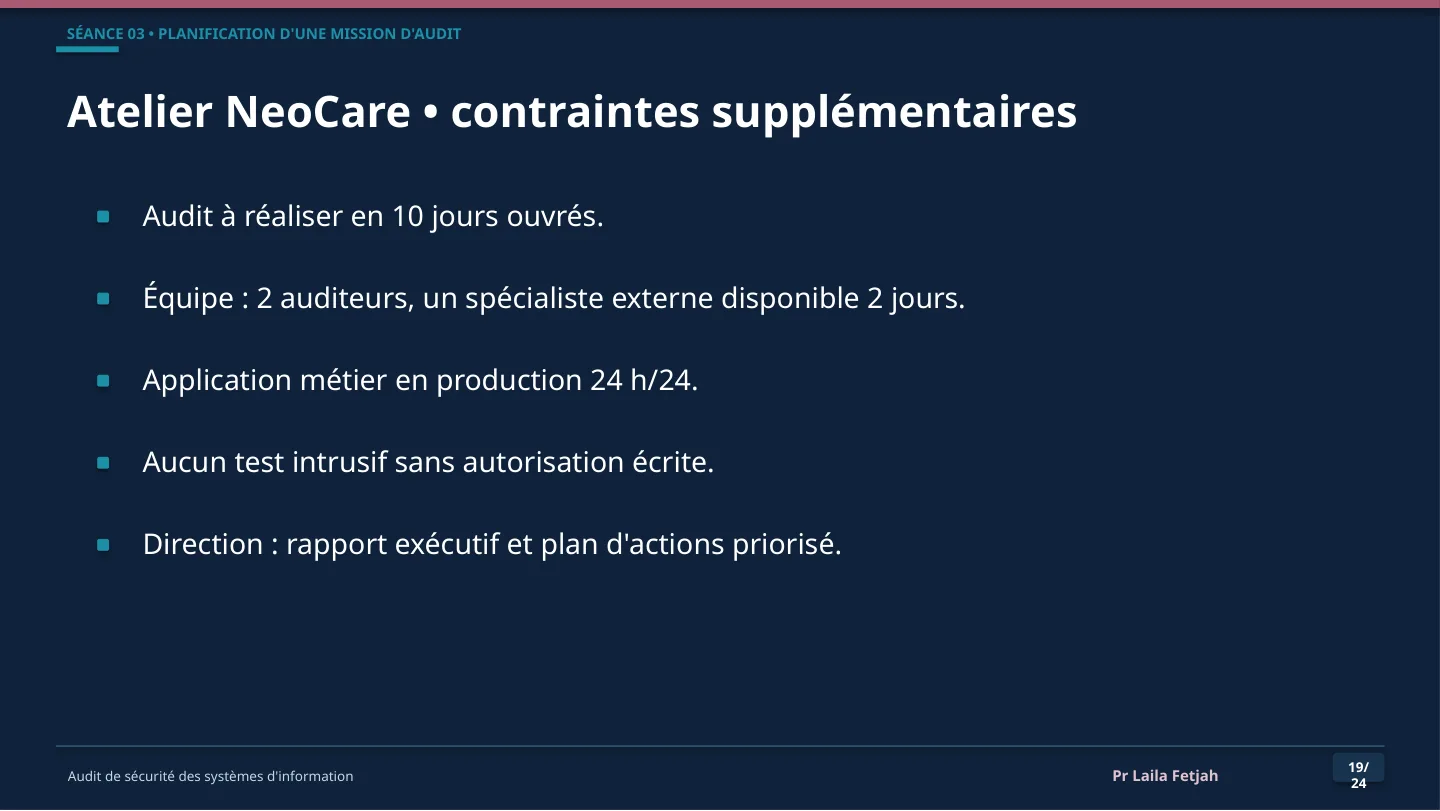 SÉANCE 03 • PLANIFICATION D'UNE MISSION D'AUDIT
Atelier NeoCare • contraintes supplémentaires
Audit à réaliser en 10 jours ouvrés.
Équipe : 2 auditeurs, un spécialiste externe disponible 2 jours.
Application métier en production 24 h/24.
Aucun test intrusif sans autorisation écrite.
Direction : rapport exécutif et plan d'actions priorisé.
Audit de sécurité des systèmes d'information
Pr Laila Fetjah
19/
24